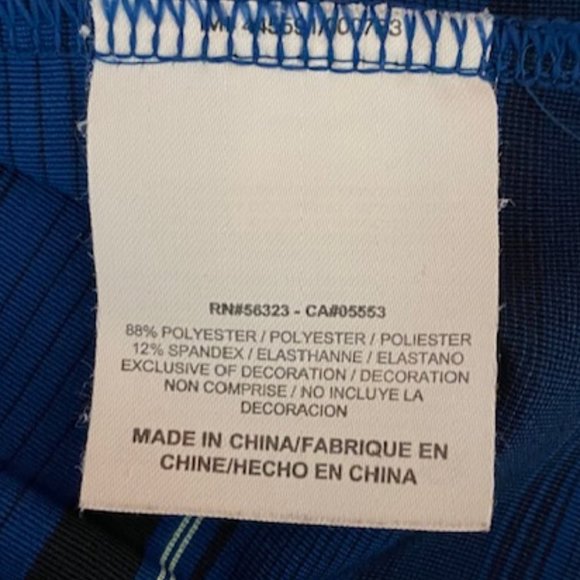 RN#56323 - CA#05553
88% POLYESTER / POLYESTER / POLIESTER
12% SPANDEX / ELASTHANNE / ELASTANO
EXCLUSIVE OF DECORATION / DECORATION
NON COMPRISE / NO INCLUYE LA
DECORACION
MADE IN CHINA/FABRIQUE EN
CHINE/HECHO EN CHINA